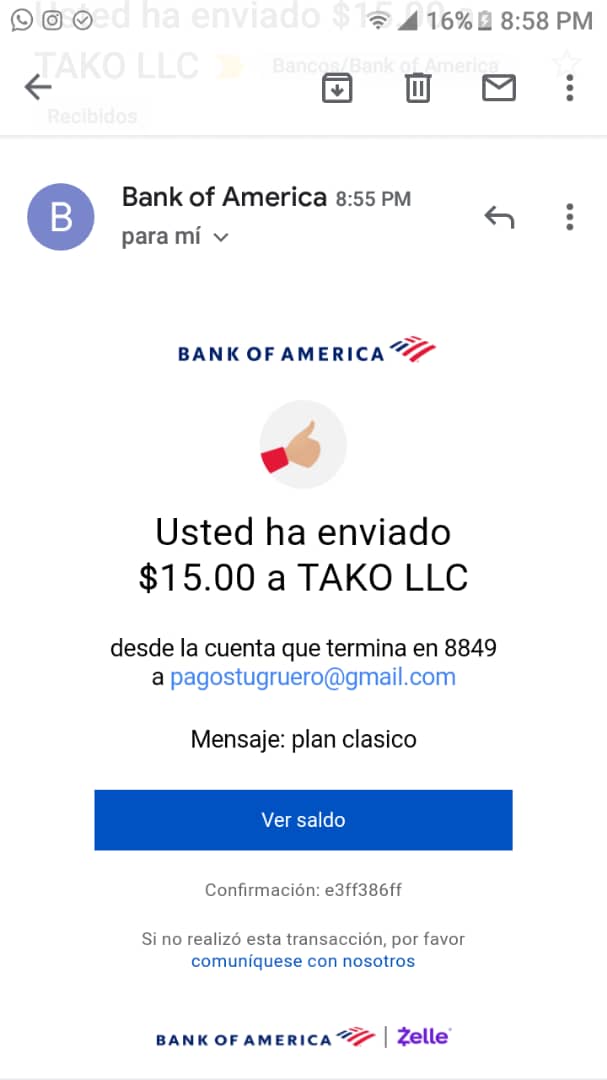 16% 8:58 PM
Usted ha enviado $15.00 a
TAKO LLC Bancos/Bank of America
Recibidos
B
Bank of America 8:55 PM
para mí
BANK OF AMERICA
Usted ha enviado
$15.00 a TAKO LLC
desde la cuenta que termina en 8849
a pagostugruero@gmail.com
Mensaje: plan clasico
Ver saldo
Confirmación: e3ff386ff
Si no realizó esta transacción, por favor
comuníquese con nosotros
BANK OF AMERICA | Zelle